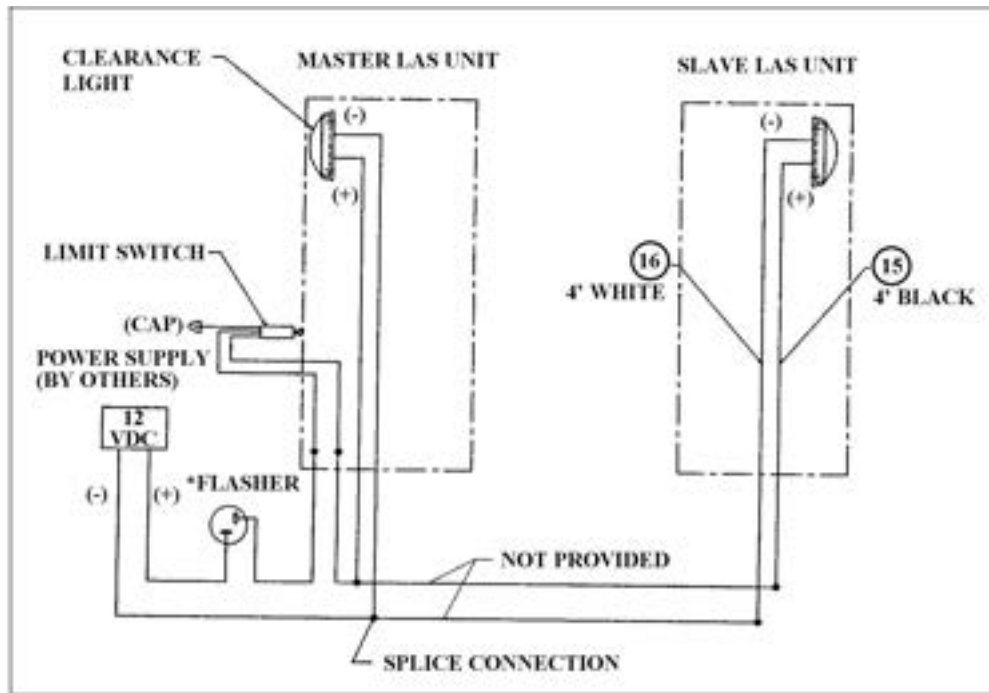 CLEARANCE
LIGHT
MASTER LAS UNIT
SLAVE LAS UNIT
(-)
(+)
(-)
(+)
LIMIT SWITCH
16
4' WHITE
15
4' BLACK
(CAP)
POWER SUPPLY
(BY OTHERS)
12
VDC
(-)
(+)
*FLASHER
NOT PROVIDED
SPLICE CONNECTION